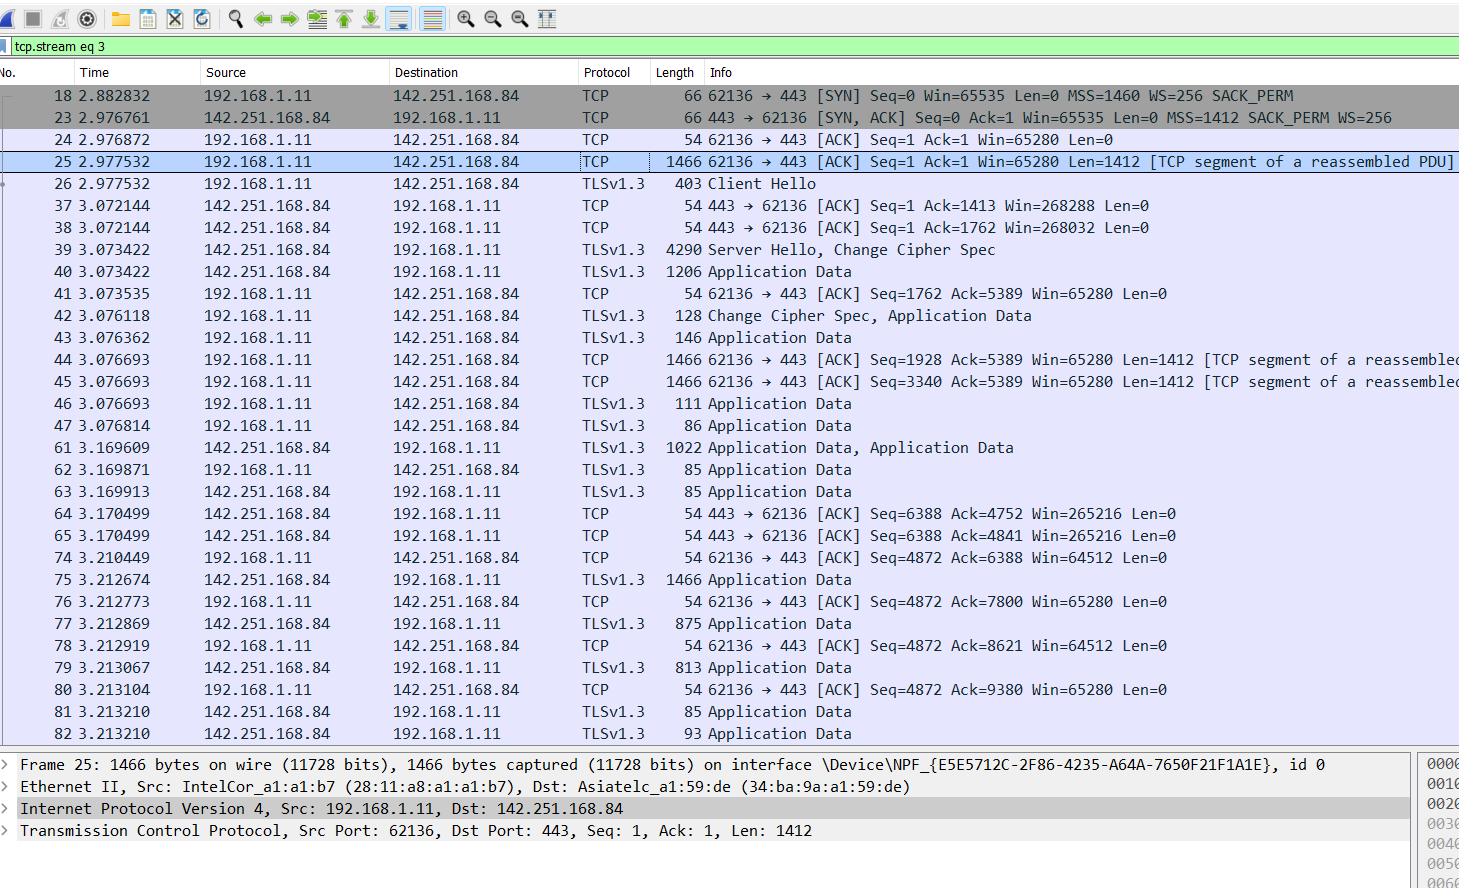 tcp.stream eq 3
No. Time Source Destination Protocol Length Info
18 2.882832 192.168.1.11 142.251.168.84 TCP 66 62136 → 443 [SYN] Seq=0 Win=65535 Len=0 MSS=1460 WS=256 SACK_PERM
23 2.976761 142.251.168.84 192.168.1.11 TCP 66 443 → 62136 [SYN, ACK] Seq=0 Ack=1 Win=65535 Len=0 MSS=1412 SACK_PERM WS=256
24 2.976872 192.168.1.11 142.251.168.84 TCP 54 62136 → 443 [ACK] Seq=1 Ack=1 Win=65280 Len=0
25 2.977532 192.168.1.11 142.251.168.84 TCP 1466 62136 → 443 [ACK] Seq=1 Ack=1 Win=65280 Len=1412 [TCP segment of a reassembled PDU]
26 2.977532 192.168.1.11 142.251.168.84 TLSv1.3 403 Client Hello
37 3.072144 142.251.168.84 192.168.1.11 TCP 54 443 → 62136 [ACK] Seq=1 Ack=1413 Win=268288 Len=0
38 3.072144 142.251.168.84 192.168.1.11 TCP 54 443 → 62136 [ACK] Seq=1 Ack=1762 Win=268032 Len=0
39 3.073422 142.251.168.84 192.168.1.11 TLSv1.3 4290 Server Hello, Change Cipher Spec
40 3.073422 142.251.168.84 192.168.1.11 TLSv1.3 1206 Application Data
41 3.073535 192.168.1.11 142.251.168.84 TCP 54 62136 → 443 [ACK] Seq=1762 Ack=5389 Win=65280 Len=0
42 3.076118 192.168.1.11 142.251.168.84 TLSv1.3 128 Change Cipher Spec, Application Data
43 3.076362 192.168.1.11 142.251.168.84 TLSv1.3 146 Application Data
44 3.076693 192.168.1.11 142.251.168.84 TCP 1466 62136 → 443 [ACK] Seq=1928 Ack=5389 Win=65280 Len=1412 [TCP segment of a reassemble
45 3.076693 192.168.1.11 142.251.168.84 TCP 1466 62136 → 443 [ACK] Seq=3340 Ack=5389 Win=65280 Len=1412 [TCP segment of a reassemble
46 3.076693 192.168.1.11 142.251.168.84 TLSv1.3 111 Application Data
47 3.076814 192.168.1.11 142.251.168.84 TLSv1.3 86 Application Data
61 3.169609 142.251.168.84 192.168.1.11 TLSv1.3 1022 Application Data, Application Data
62 3.169871 192.168.1.11 142.251.168.84 TLSv1.3 85 Application Data
63 3.169913 142.251.168.84 192.168.1.11 TLSv1.3 85 Application Data
64 3.170499 142.251.168.84 192.168.1.11 TCP 54 443 → 62136 [ACK] Seq=6388 Ack=4752 Win=265216 Len=0
65 3.170499 142.251.168.84 192.168.1.11 TCP 54 443 → 62136 [ACK] Seq=6388 Ack=4841 Win=265216 Len=0
74 3.210449 192.168.1.11 142.251.168.84 TCP 54 62136 → 443 [ACK] Seq=4872 Ack=6388 Win=64512 Len=0
75 3.212674 142.251.168.84 192.168.1.11 TLSv1.3 1466 Application Data
76 3.212773 192.168.1.11 142.251.168.84 TCP 54 62136 → 443 [ACK] Seq=4872 Ack=7800 Win=65280 Len=0
77 3.212869 142.251.168.84 192.168.1.11 TLSv1.3 875 Application Data
78 3.212919 192.168.1.11 142.251.168.84 TCP 54 62136 → 443 [ACK] Seq=4872 Ack=8621 Win=64512 Len=0
79 3.213067 142.251.168.84 192.168.1.11 TLSv1.3 813 Application Data
80 3.213104 192.168.1.11 142.251.168.84 TCP 54 62136 → 443 [ACK] Seq=4872 Ack=9380 Win=65280 Len=0
81 3.213210 142.251.168.84 192.168.1.11 TLSv1.3 85 Application Data
82 3.213210 142.251.168.84 192.168.1.11 TLSv1.3 93 Application Data
Frame 25: 1466 bytes on wire (11728 bits), 1466 bytes captured (11728 bits) on interface \Device\NPF_{E5E5712C-2F86-4235-A64A-7650F21F1A1E}, id 0
Ethernet II, Src: IntelCor_a1:a1:b7 (28:11:a8:a1:a1:b7), Dst: Asiatelc_a1:59:de (34:ba:9a:a1:59:de)
Internet Protocol Version 4, Src: 192.168.1.11, Dst: 142.251.168.84
Transmission Control Protocol, Src Port: 62136, Dst Port: 443, Seq: 1, Ack: 1, Len: 1412
0000
0010
0020
0030
0040
0050
0060